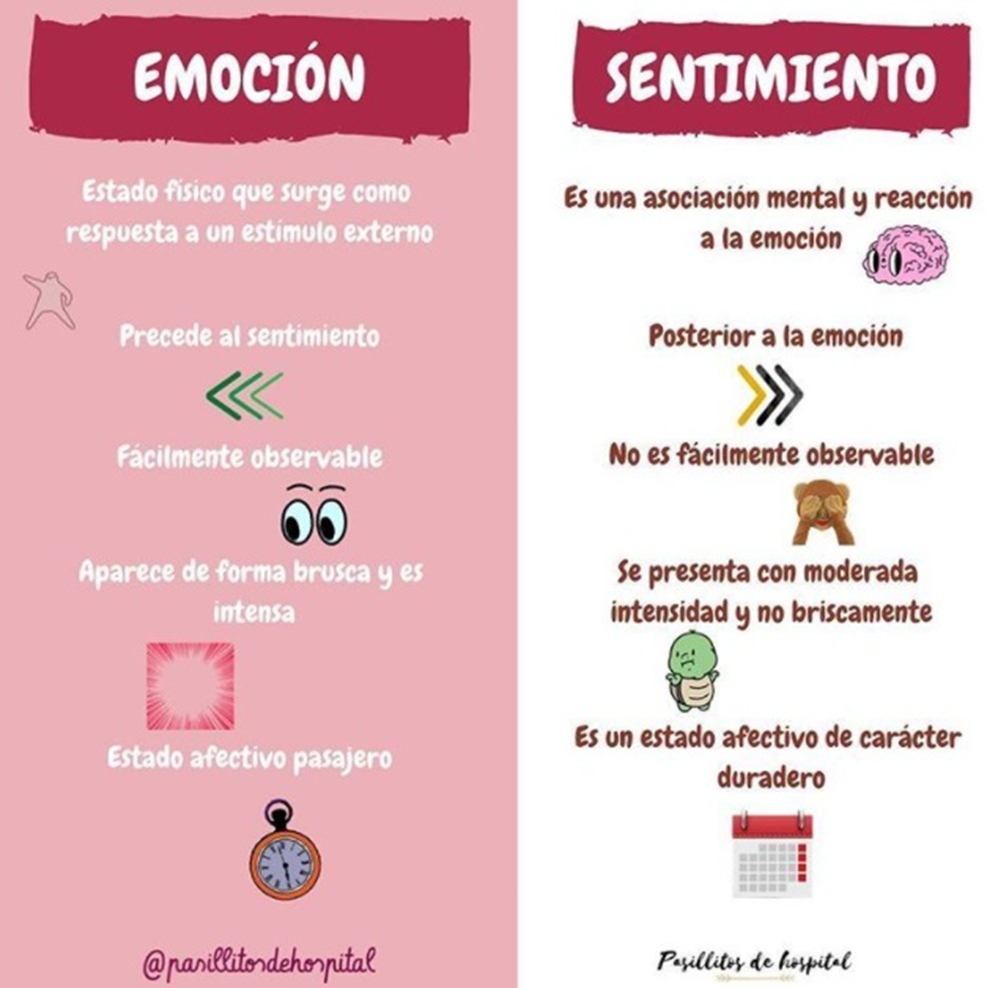 EMOCIÓN
Estado físico que surge como
respuesta a un estímulo externo
Precede al sentimiento
Fácilmente observable
Aparece de forma brusca y es
intensa
Estado afectivo pasajero
@pasillitosdehospital
SENTIMIENTO
Es una asociación mental y reacción
a la emoción
Posterior a la emoción
No es fácilmente observable
Se presenta con moderada
intensidad y no briscamente
Es un estado afectivo de carácter
duradero
Pasillitos de hospital